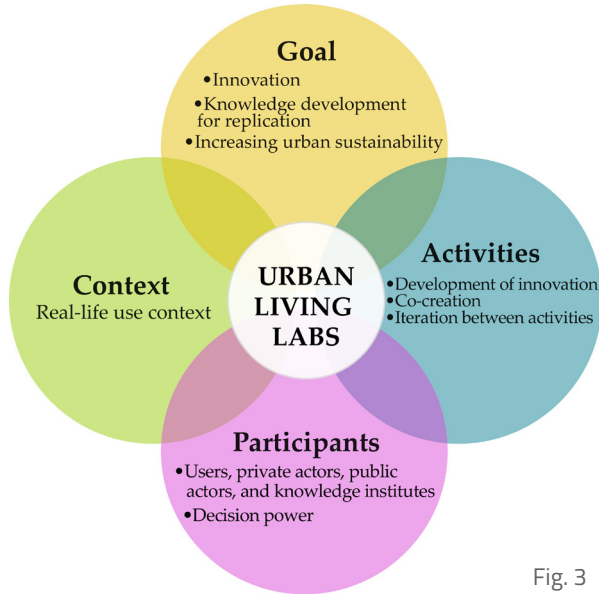 Goal
•Innovation
•Knowledge development
for replication
•Increasing urban sustainability
Context
Real-life use context
URBAN
LIVING
LABS
Activities
•Development of innovation
•Co-creation
•Iteration between activities
Participants
•Users, private actors, public
actors, and knowledge institutes
•Decision power
Fig. 3